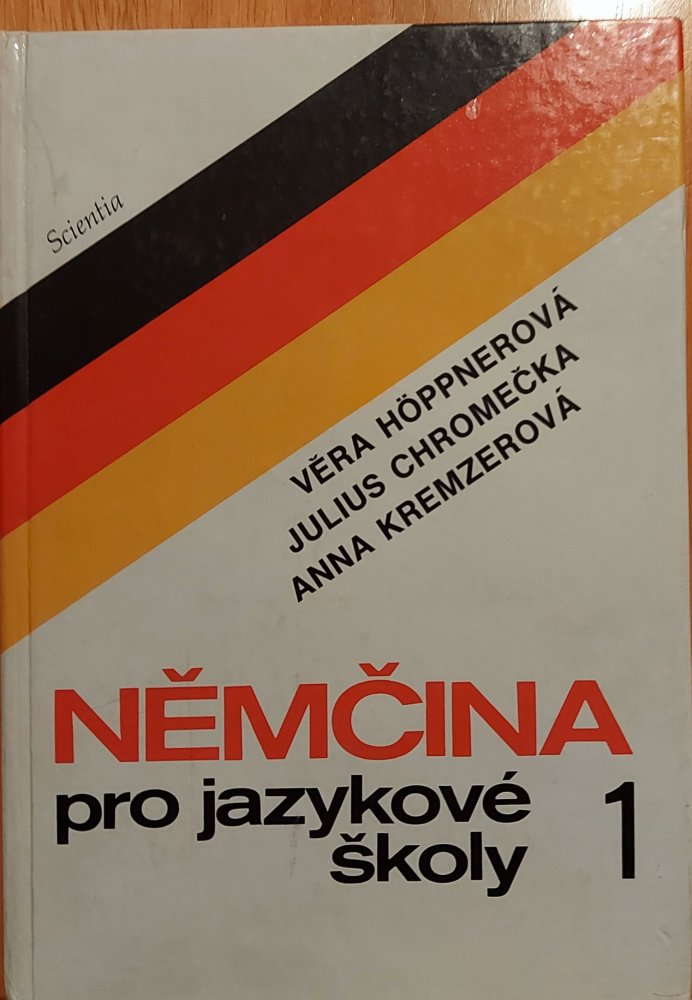 Scientia
VĚRA HÖPPNEROVÁ
JULIUS CHROMEČKA
ANNA KREMZEROVÁ
NĚMČINA
pro jazykové
školy 1